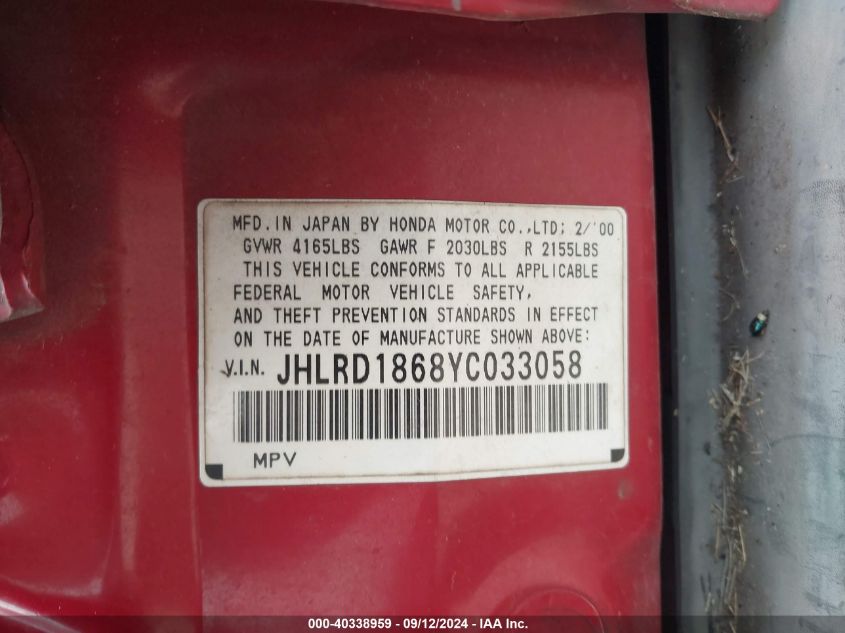 MFD. IN JAPAN BY HONDA MOTOR CO., LTD; 2/'00
GVWR 4165LBS GAWR F 2030LBS R 2155LBS
THIS VEHICLE CONFORMS TO ALL APPLICABLE
FEDERAL MOTOR VEHICLE SAFETY,
AND THEFT PREVENTION STANDARDS IN EFFECT
ON THE DATE OF MANUFACTURE SHOWN ABOVE:
V.I.N. JHLRD1868YC033058
MPV
000-40338959 - 09/12/2024 - IAA Inc.